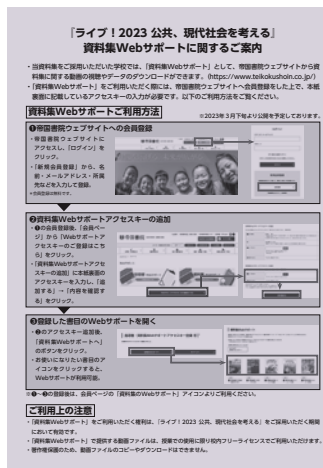 『ライブ！2023 公共、現代社会を考える』
資料集Webサポートに関するご案内
・当資料集をご採用いただいた学校では、「資料集Webサポート」として、帝国書院ウェブサイトから資
料集に関する動画の視聴やデータのダウンロードができます。(https://www.teikokushoin.co.jp/)
・「資料集Webサポート」をご利用いただく際には、帝国書院ウェブサイトへ会員登録をした上で、本紙
裏面に記載しているアクセスキーの入力が必要です。以下のご利用方法をご覧ください。
資料集Webサポートご利用方法
※2023年3月下旬より公開を予定しております。
❶帝国書院ウェブサイトへの会員登録
・帝国書院ウェブサイトに
アクセスし、「ログイン」を
クリック。
・「新規会員登録」から、名
前・メールアドレス・所属
先などを入力して登録。
※会員登録は無料です。
❷資料集Webサポートアクセスキーの追加
・❶の会員登録後、「会員ペー
ジ」から「Webサポートア
クセスキーのご登録はこち
ら」をクリック。
・「資料集Webサポートアクセ
スキーの追加」に本紙裏面の
アクセスキーを入力し、「追
加する」→「内容を確認す
る」をクリック。
❸登録した書目のWebサポートを開く
・❷のアクセスキー追加後、
「資料集Webサポートへ」
のボタンをクリック。
・お使いになりたい書目のア
イコンをクリックすると、
Webサポートが利用可能。
※❶～❸の登録後は、会員ページの「資料集のWebサポート」アイコンよりご利用ください。
ご利用上の注意
・「資料集Webサポート」をご利用いただく権利は、『ライブ！2023 公共、現代社会を考える』をご採用いただく期間
において有効です。
・「資料集Webサポート」で提供する動画ファイルは、授業での使用に限り校内フリーライセンスでご利用いただけます。
・著作権保護のため、動画ファイルのコピーやダウンロードはできません。